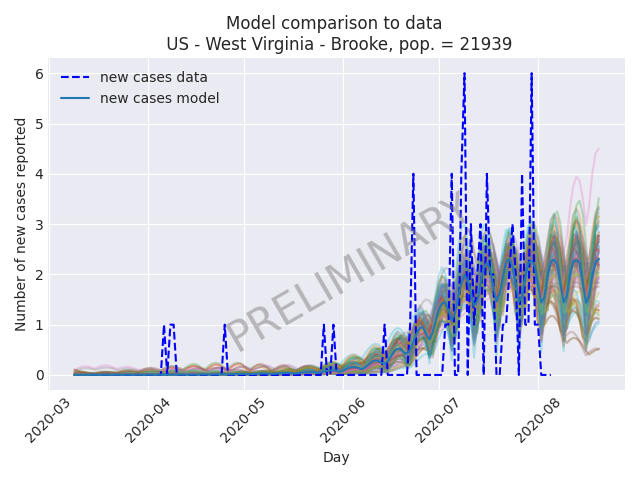 Model comparison to data
US - West Virginia - Brooke, pop. = 21939
new cases data
new cases model
PRELIMINARY
Number of new cases reported
6
5
4
3
2
1
0
2020-03
2020-04
2020-05
2020-06
2020-07
2020-08
Day